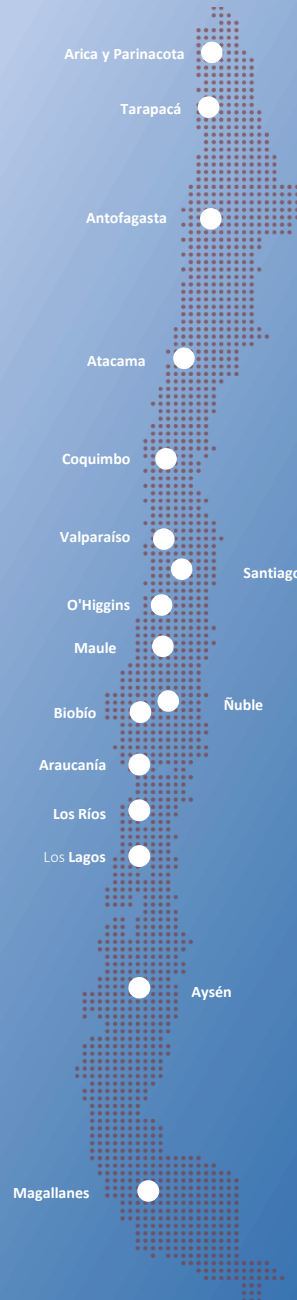 Arica y Parinacota
Tarapacá
Antofagasta
Atacama
Coquimbo
Valparaíso
Santiago
O'Higgins
Maule
Ñuble
Biobío
Araucanía
Los Ríos
Los Lagos
Aysén
Magallanes